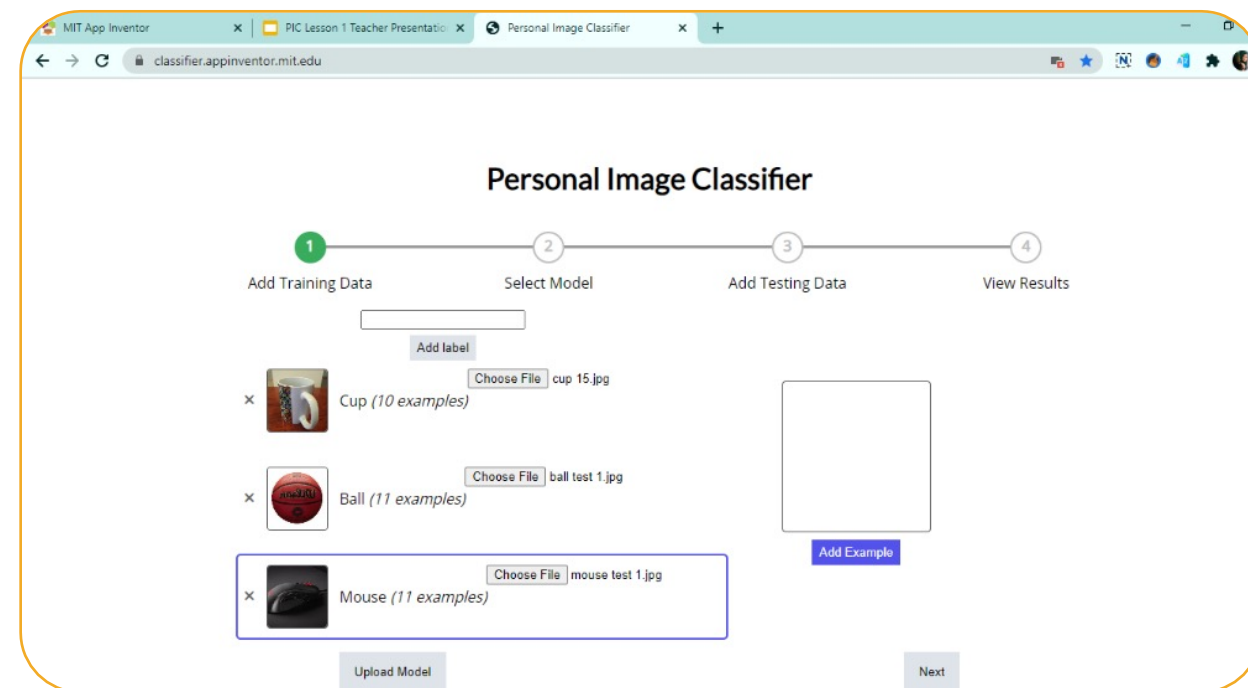 MIT App Inventor
PIC Lesson 1 Teacher Presentatio
Personal Image Classifier
classifier.appinventor.mit.edu
Personal Image Classifier
1
2
3
4
Add Training Data
Select Model
Add Testing Data
View Results
Add label
Choose File cup 15.jpg
Cup (10 examples)
Choose File ball test 1.jpg
Ball (11 examples)
Add Example
Choose File mouse test 1.jpg
Mouse (11 examples)
Upload Model
Next